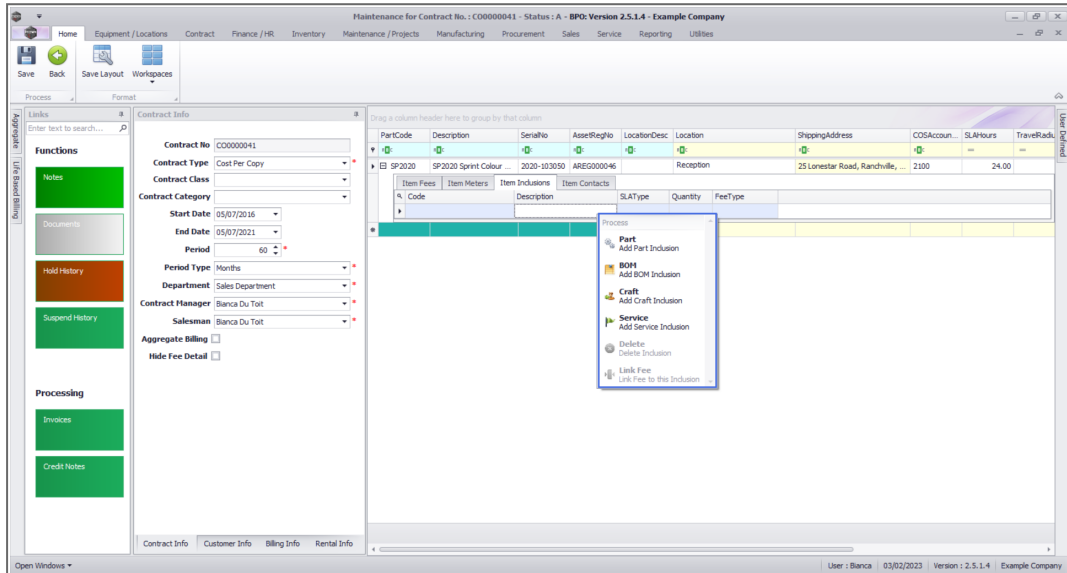 Maintenance for Contract No. : CO0000041 - Status : A - BPO: Version 2.5.1.4 - Example Company
Home Equipment / Locations Contract Finance / HR Inventory Maintenance / Projects Manufacturing Procurement Sales Service Reporting Utilities
Save Back Save Layout Workspaces
Process Format
Aggregate
Life Based Billing
Links
Enter text to search...
Functions
Notes
Documents
Hold History
Suspend History
Processing
Invoices
Credit Notes
Contract Info
Contract No CO0000041
Contract Type Cost Per Copy *
Contract Class
Contract Category
Start Date 05/07/2016
End Date 05/07/2021
Period 60 *
Period Type Months *
Department Sales Department *
Contract Manager Bianca Du Toit *
Salesman Bianca Du Toit *
Aggregate Billing
Hide Fee Detail
Contract Info Customer Info Billing Info Rental Info
Drag a column header here to group by that column
PartCode Description SerialNo AssetRegNo LocationDesc Location ShippingAddress COSAccoun... SLAHours TravelRadiu
SP2020 SP2020 Sprint Colour ... 2020-103050 AREG000046 Reception 25 Lonestar Road, Ranchville, ... 2100 24.00
Item Fees Item Meters Item Inclusions Item Contacts
Code Description SLAType Quantity FeeType
Process
Part
Add Part Inclusion
BOM
Add BOM Inclusion
Craft
Add Craft Inclusion
Service
Add Service Inclusion
Delete
Delete Inclusion
Link Fee
Link Fee to this Inclusion
User Defined
Open Windows User : Bianca 03/02/2023 Version : 2.5.1.4 Example Company